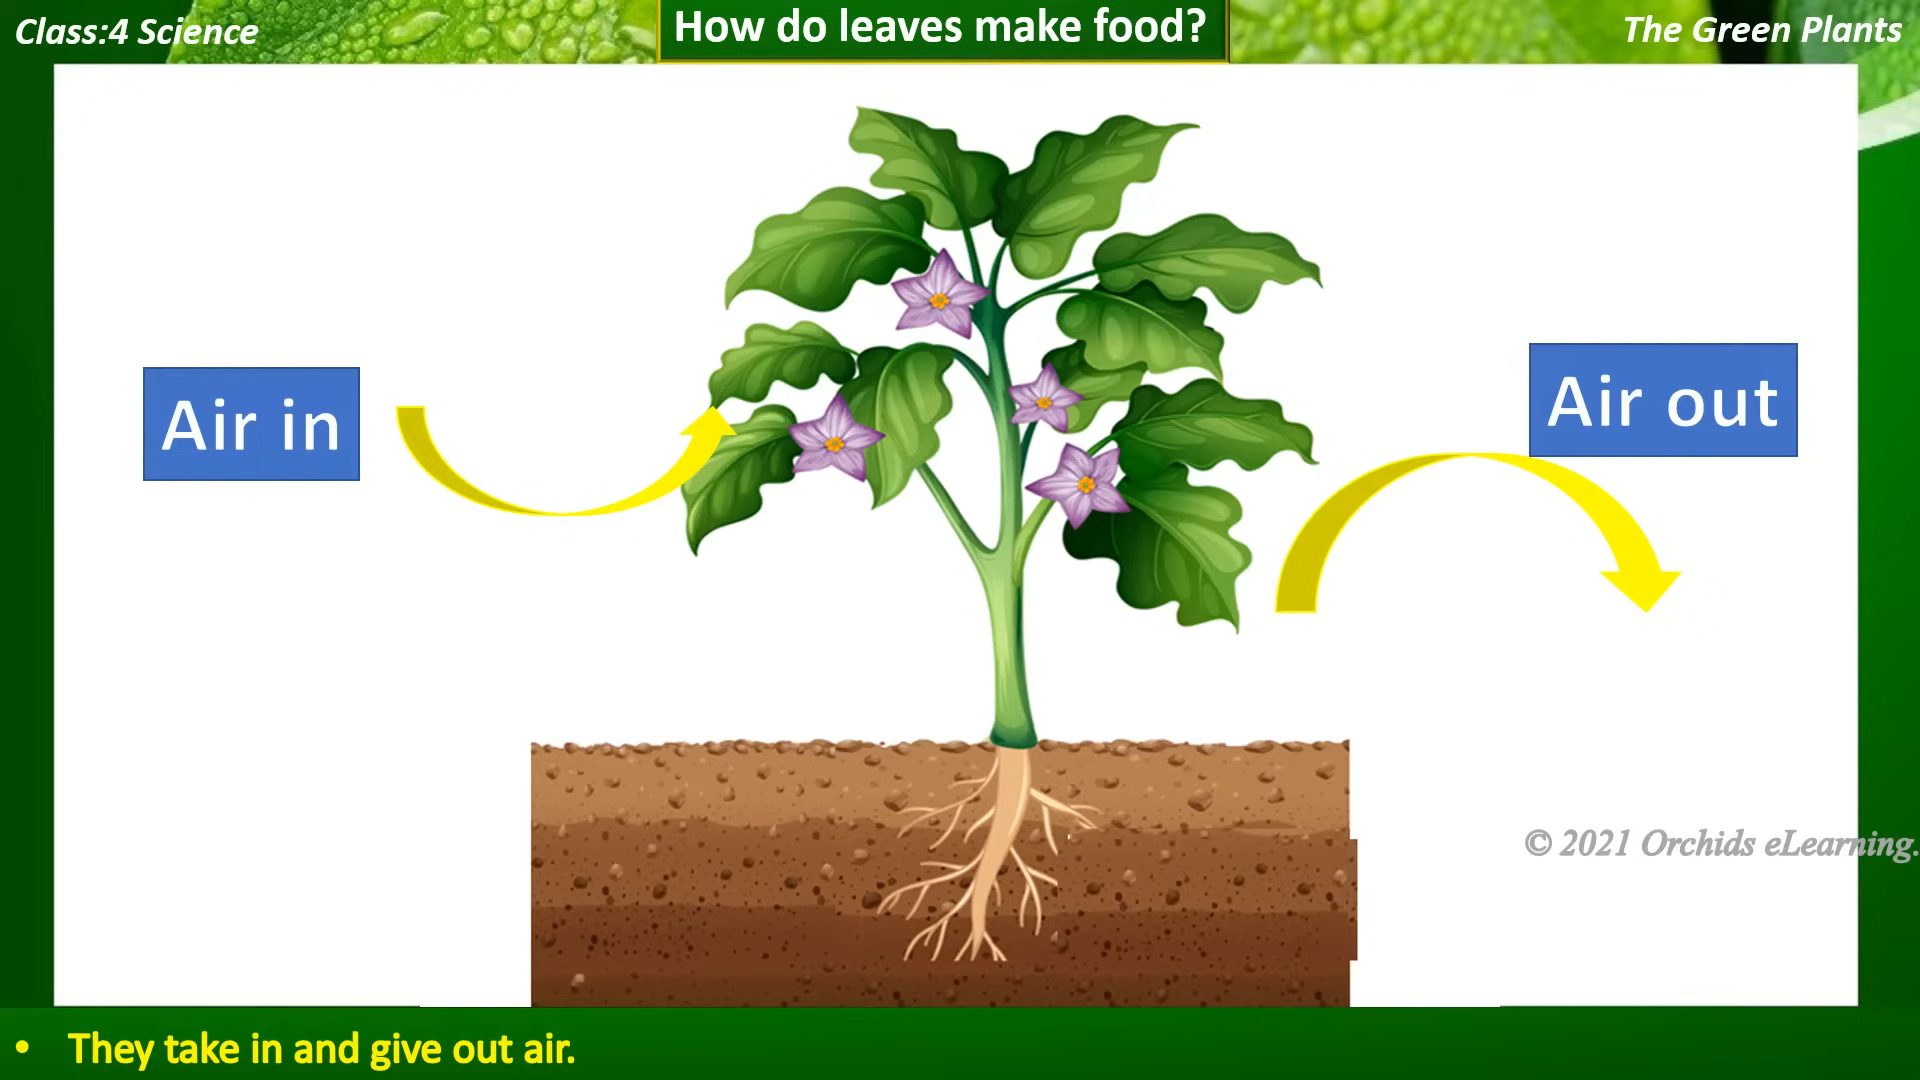 Class:4 Science
How do leaves make food?
The Green Plants
Air in
Air out
© 2021 Orchids eLearning.
• They take in and give out air.